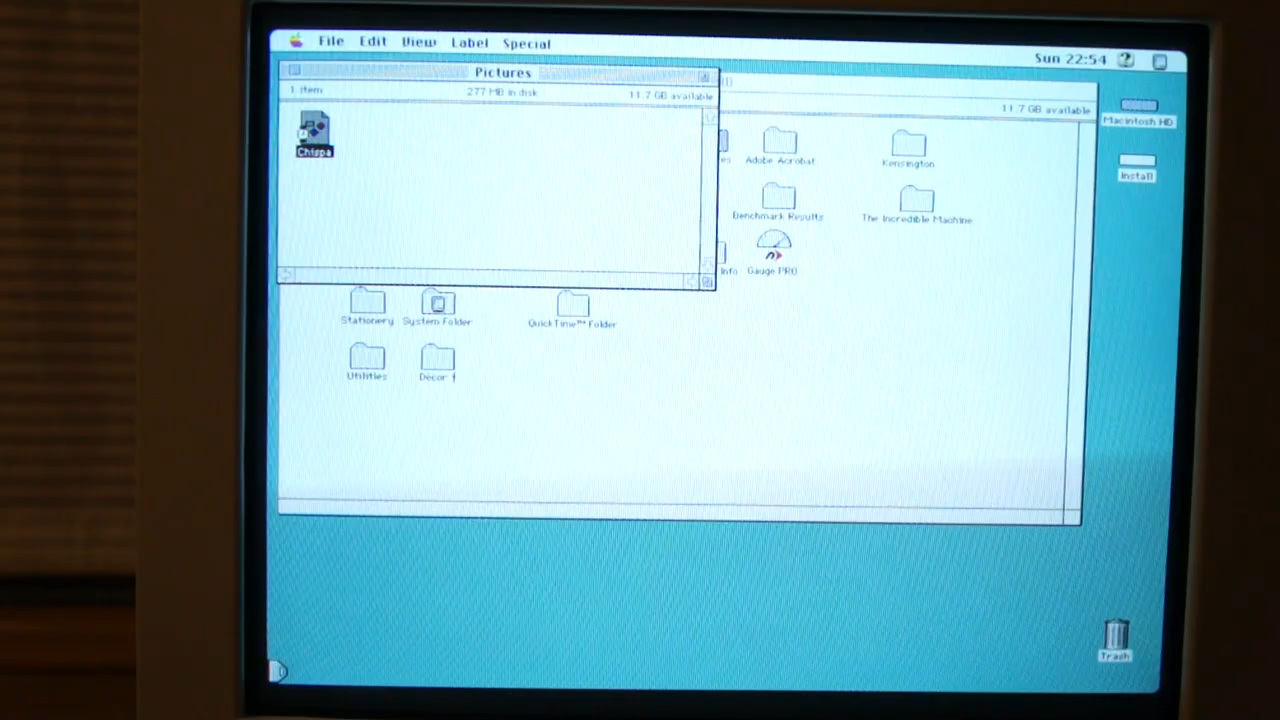 File Edit View Label Special
Sun 22:54
Pictures
1 item 277 MB in disk 11.7 GB available
11.7 GB available
Macintosh HD
Chispa
Adobe Acrobat Kensington
Install
Benchmark Results The Incredible Machine
Info Gauge PRO
Stationery System Folder QuickTime™ Folder
Utilities Décor ƒ
Trash